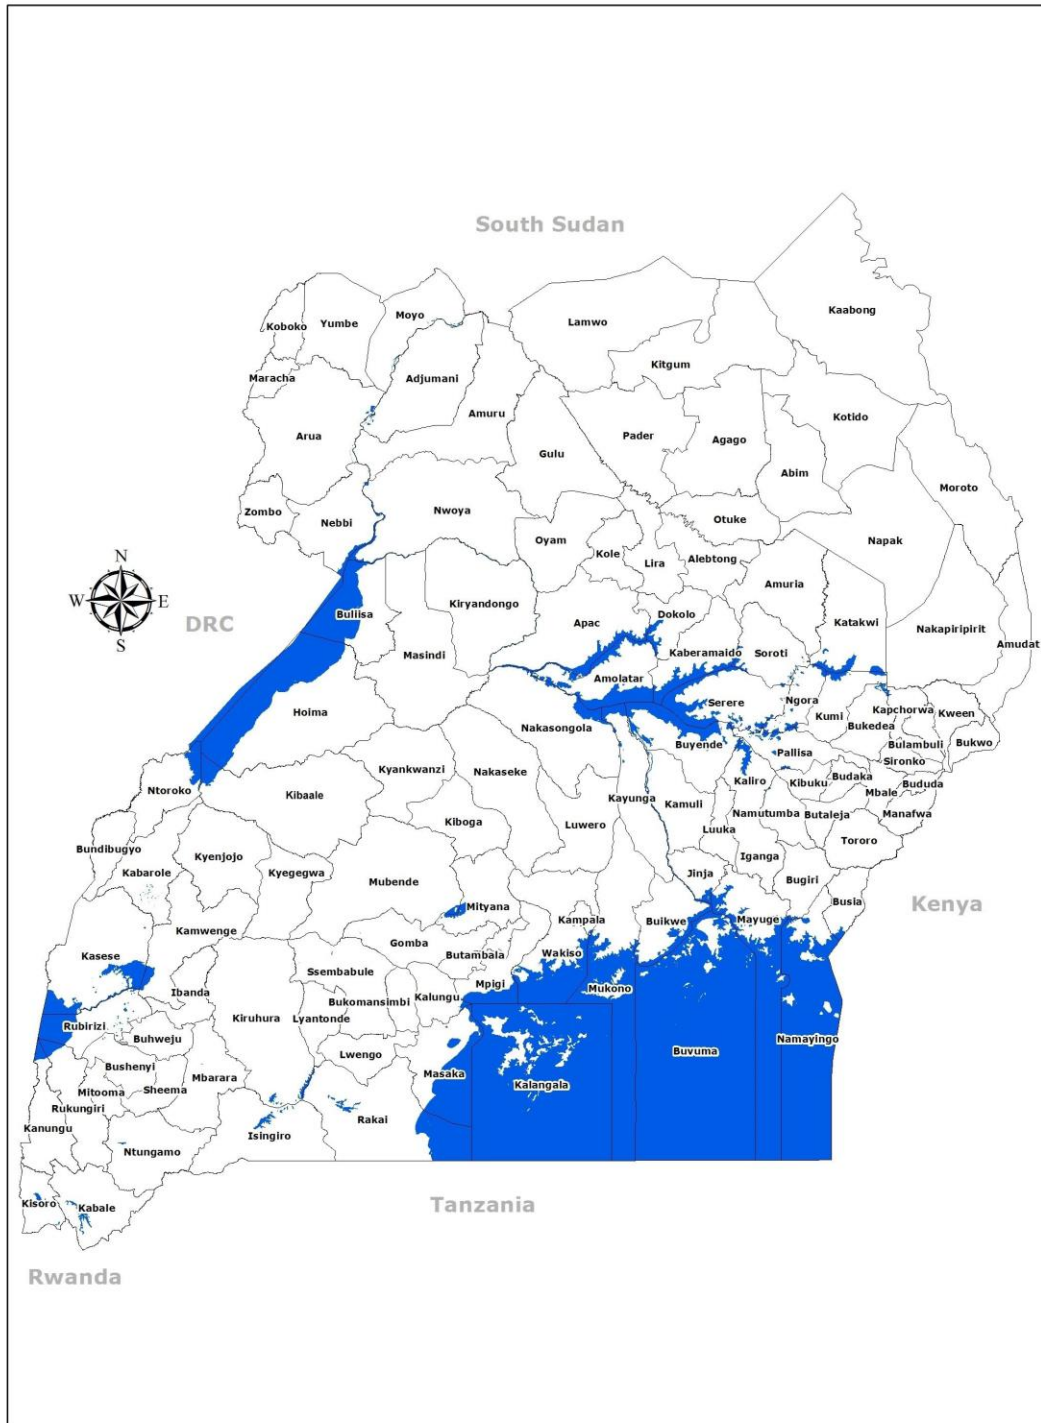 South Sudan
Kaabong
Koboko
Yumbe
Moyo
Lamwo
Kitgum
Maracha
Adjumani
Amuru
Kotido
Arua
Pader
Agago
Gulu
Abim
Moroto
Zombo
Nebbi
Nwoya
Otuke
Oyam
Kole
Lira
Alebtong
Napak
Amuria
N
W
E
S
DRC
Buliisa
Kiryandongo
Apac
Dokolo
Katakwi
Nakapiripirit
Amudat
Masindi
Kaberamaido
Soroti
Amolatar
Hoima
Serere
Ngora
Kumi
Kapchorwa
Kween
Nakasongola
Bukedea
Buyende
Bulambuli
Bukwo
Pallisa
Sironko
Kyankwanzi
Nakaseke
Ntoroko
Kibaale
Kaliro
Kibuku
Budaka
Bududa
Mbale
Kayunga
Kamuli
Kiboga
Luwero
Namutumba
Butaleja
Manafwa
Luuka
Tororo
Bundibugyo
Kyenjojo
Kabarole
Kyegegwa
Iganga
Mubende
Jinja
Bugiri
Busia
Kenya
Mityana
Kampala
Buikwe
Mayuge
Kamwenge
Gomba
Butambala
Wakiso
Kasese
Ssembabule
Mpigi
Mukono
Ibanda
Bukomansimbi
Kalungu
Kiruhura
Lyantonde
Rubirizi
Buhweju
Namayingo
Buvuma
Lwengo
Bushenyi
Masaka
Kalangala
Mbarara
Mitooma
Sheema
Rukungiri
Rakai
Kanungu
Isingiro
Ntungamo
Kisoro
Kabale
Tanzania
Rwanda